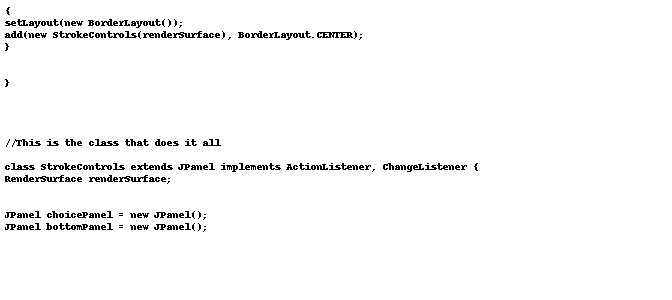 {
setLayout(new BorderLayout());
add(new StrokeControls(renderSurface), BorderLayout.CENTER);
}
}
//This is the class that does it all
class StrokeControls extends JPanel implements ActionListener, ChangeListener {
RenderSurface renderSurface;
JPanel choicePanel = new JPanel();
JPanel bottomPanel = new JPanel();